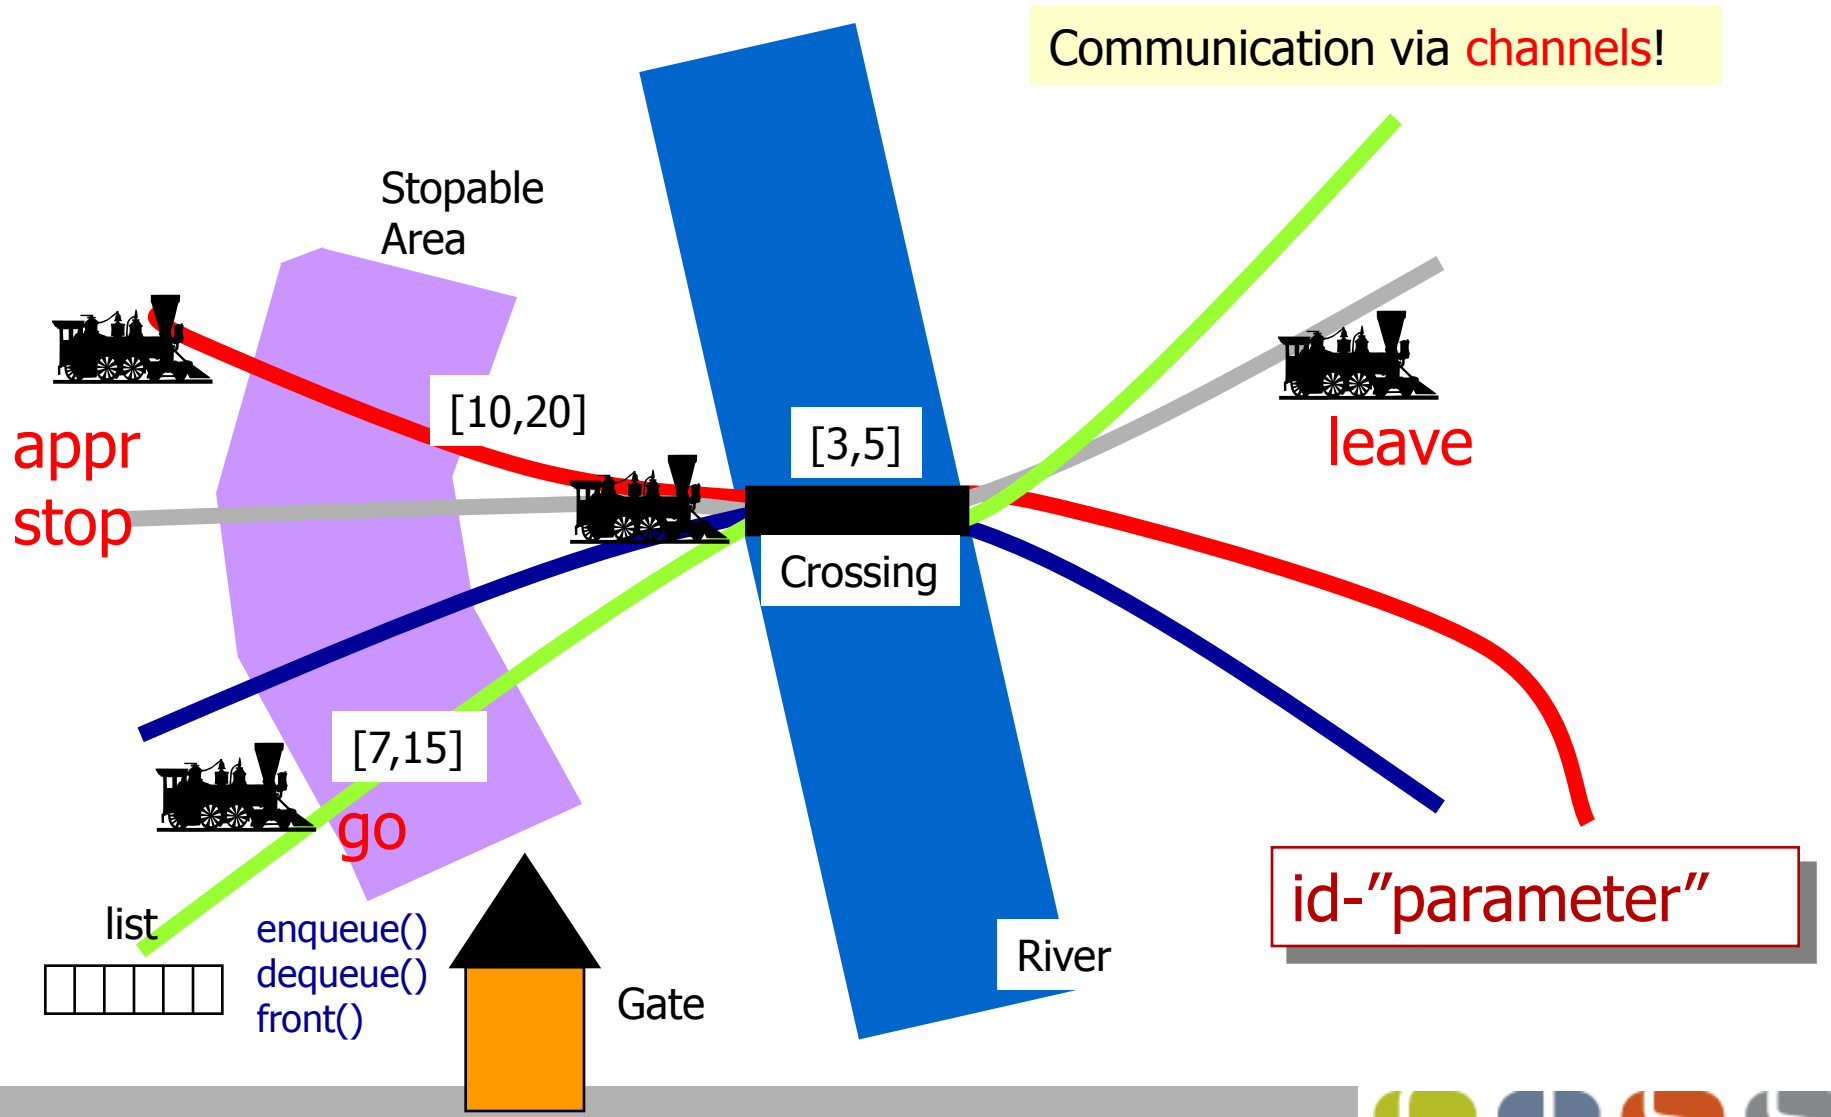 Communication via channels!
Stopable
Area
[10,20]
[3,5]
appr
stop
leave
Crossing
[7,15]
go
id-”parameter”
list
enqueue()
dequeue()
front()
River
Gate